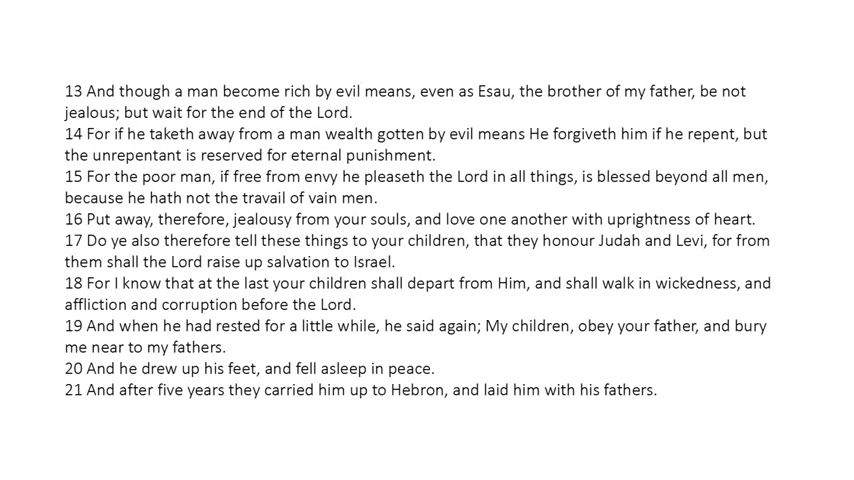 13 And though a man become rich by evil means, even as Esau, the brother of my father, be not
jealous; but wait for the end of the Lord.
14 For if he taketh away from a man wealth gotten by evil means He forgiveth him if he repent, but
the unrepentant is reserved for eternal punishment.
15 For the poor man, if free from envy he pleaseth the Lord in all things, is blessed beyond all men,
because he hath not the travail of vain men.
16 Put away, therefore, jealousy from your souls, and love one another with uprightness of heart.
17 Do ye also therefore tell these things to your children, that they honour Judah and Levi, for from
them shall the Lord raise up salvation to Israel.
18 For I know that at the last your children shall depart from Him, and shall walk in wickedness, and
affliction and corruption before the Lord.
19 And when he had rested for a little while, he said again; My children, obey your father, and bury
me near to my fathers.
20 And he drew up his feet, and fell asleep in peace.
21 And after five years they carried him up to Hebron, and laid him with his fathers.